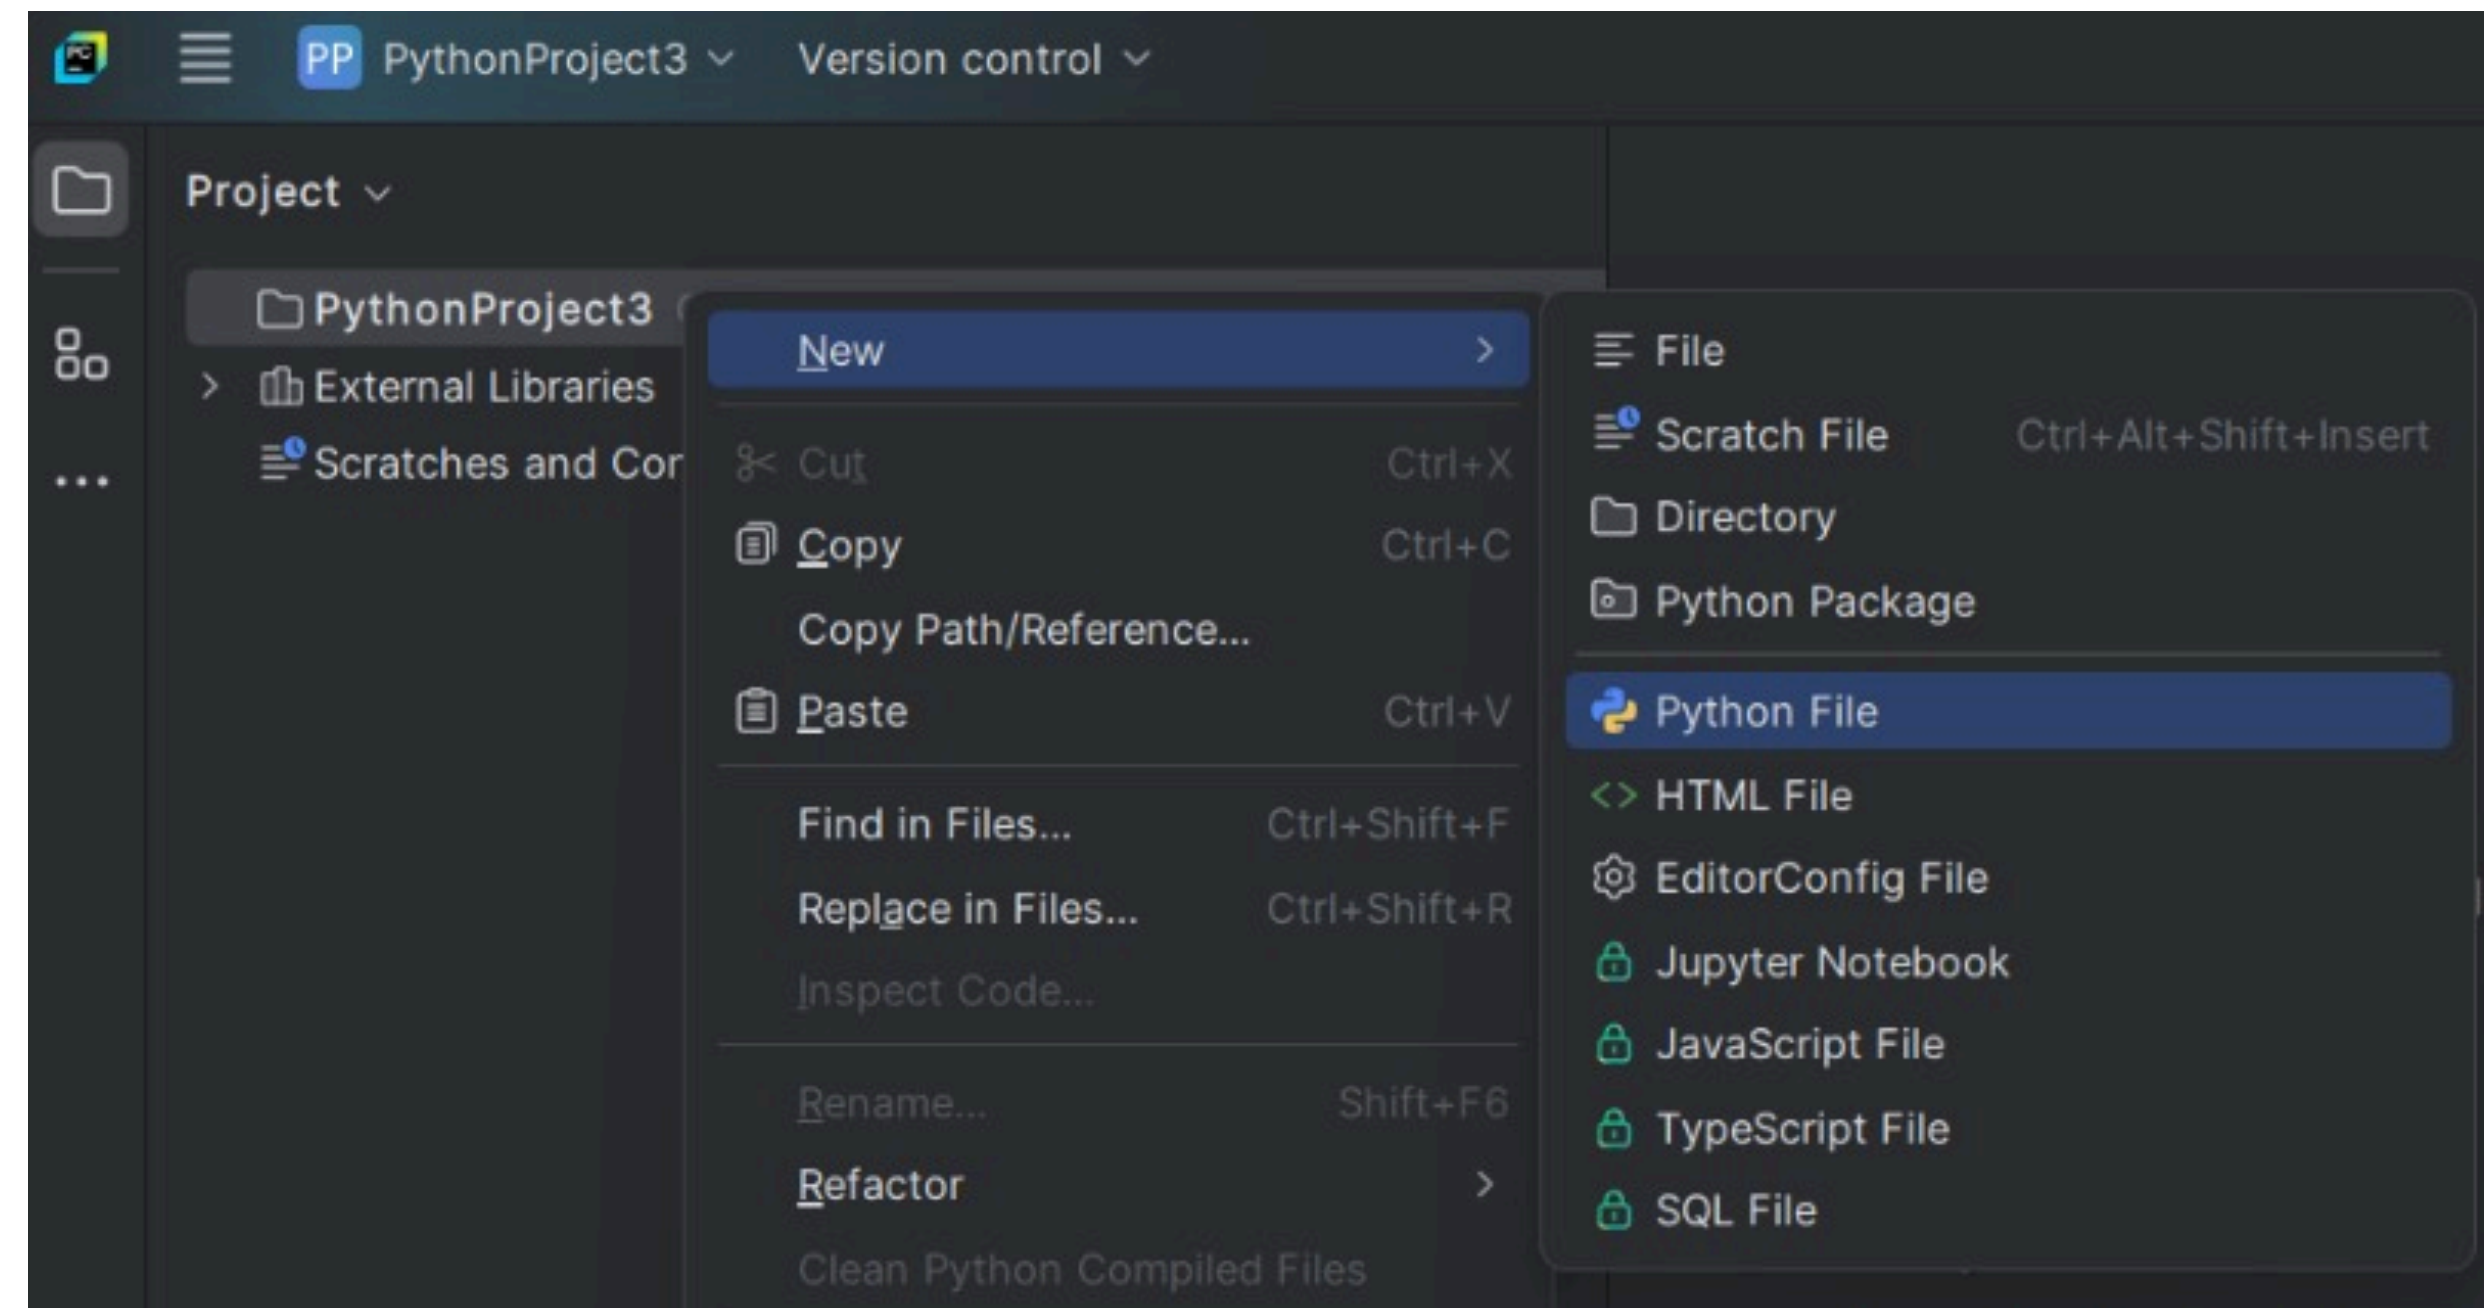 PC
PP PythonProject3 Version control
Project
PythonProject3
External Libraries
Scratches and Cor
New
Cut Ctrl+X
Copy Ctrl+C
Copy Path/Reference...
Paste Ctrl+V
Find in Files... Ctrl+Shift+F
Replace in Files... Ctrl+Shift+R
Inspect Code...
Rename... Shift+F6
Refactor
Clean Python Compiled Files
File
Scratch File Ctrl+Alt+Shift+Insert
Directory
Python Package
Python File
HTML File
EditorConfig File
Jupyter Notebook
JavaScript File
TypeScript File
SQL File